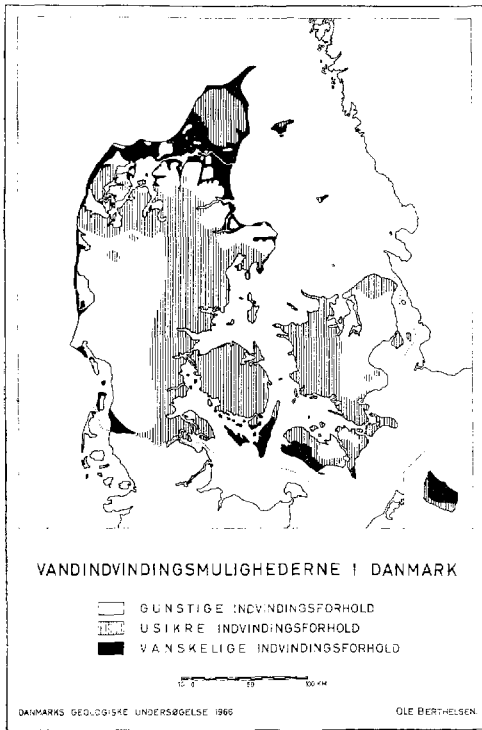 VANDINDVINDINGSMULIGHEDERNE I DANMARK
GUNSTIGE INDVINDINGSFORHOLD
USIKRE INDVINDINGSFORHOLD
VANSKELIGE INDVINDINGSFORHOLD
10 0 50 100 KM
DANMARKS GEOLOGISKE UNDERSØGELSE 1966 OLE BERTHELSEN